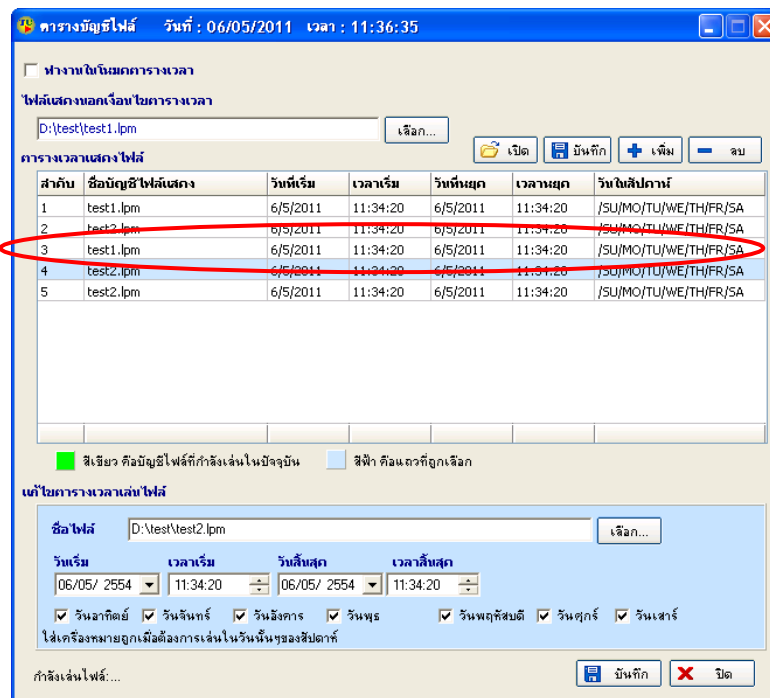 ตารางบัญชีไฟล์ วันที่ : 06/05/2011 เวลา : 11:36:35
ทำงานในโหมดตารางเวลา
ไฟล์แสดงนอกเงื่อนไขตารางเวลา
D:\test\test1.lpm เลือก...
เปิด บันทึก เพิ่ม ลบ
ตารางเวลาแสดงไฟล์
ลำดับ ชื่อบัญชีไฟล์แสดง วันที่เริ่ม เวลาเริ่ม วันที่หยุด เวลาหยุด วันในสัปดาห์
1 test1.lpm 6/5/2011 11:34:20 6/5/2011 11:34:20 /SU/MO/TU/WE/TH/FR/SA
2 test2.lpm 6/5/2011 11:34:20 6/5/2011 11:34:20 /SU/MO/TU/WE/TH/FR/SA
3 test1.lpm 6/5/2011 11:34:20 6/5/2011 11:34:20 /SU/MO/TU/WE/TH/FR/SA
4 test2.lpm 6/5/2011 11:34:20 6/5/2011 11:34:20 /SU/MO/TU/WE/TH/FR/SA
5 test2.lpm 6/5/2011 11:34:20 6/5/2011 11:34:20 /SU/MO/TU/WE/TH/FR/SA
สีเขียว คือบัญชีไฟล์ที่กำลังเล่นในปัจจุบัน สีฟ้า คือแถวที่ถูกเลือก
แก้ไขตารางเวลาเล่นไฟล์
ชื่อไฟล์ D:\test\test2.lpm เลือก...
วันเริ่ม เวลาเริ่ม วันสิ้นสุด เวลาสิ้นสุด
06/05/ 2554 11:34:20 06/05/ 2554 11:34:20
วันอาทิตย์ วันจันทร์ วันอังคาร วันพุธ วันพฤหัสบดี วันศุกร์ วันเสาร์
ใส่เครื่องหมายถูกเมื่อต้องการเล่นในวันนั้นๆของสัปดาห์
กำลังเล่นไฟล์:... บันทึก ปิด